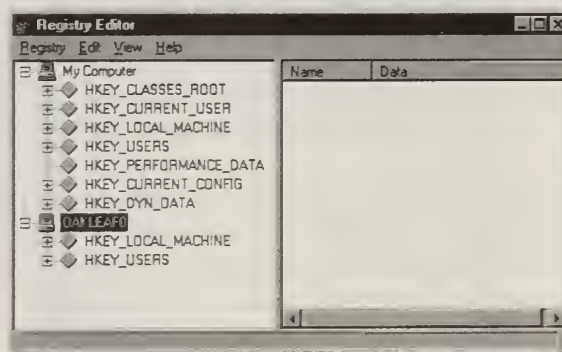 Registry Editor
Registry Edit View Help
My Computer
HKEY_CLASSES_ROOT
HKEY_CURRENT_USER
HKEY_LOCAL_MACHINE
HKEY_USERS
HKEY_PERFORMANCE_DATA
HKEY_CURRENT_CONFIG
HKEY_DYN_DATA
OAKLEAF0
HKEY_LOCAL_MACHINE
HKEY_USERS
Name Data